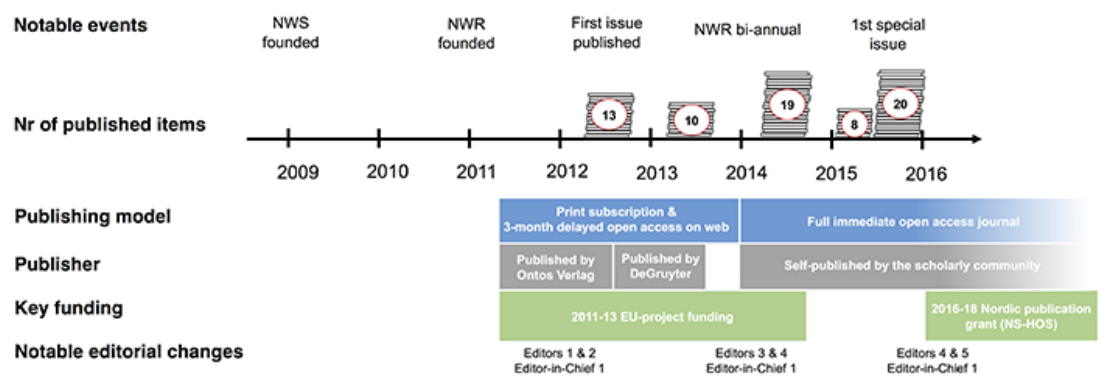 Notable events
NWS
founded
NWR
founded
First issue
published
NWR bi-annual
1st special
issue
Nr of published items
13
10
19
8
20
2009
2010
2011
2012
2013
2014
2015
2016
Publishing model
Print subscription &
3-month delayed open access on web
Full immediate open access journal
Publisher
Published by
Ontos Verlag
Published by
DeGruyter
Self-published by the scholarly community
Key funding
2011-13 EU-project funding
2016-18 Nordic publication
grant (NS-HOS)
Notable editorial changes
Editors 1 & 2
Editor-in-Chief 1
Editors 3 & 4
Editor-in-Chief 1
Editors 4 & 5
Editor-in-Chief 1